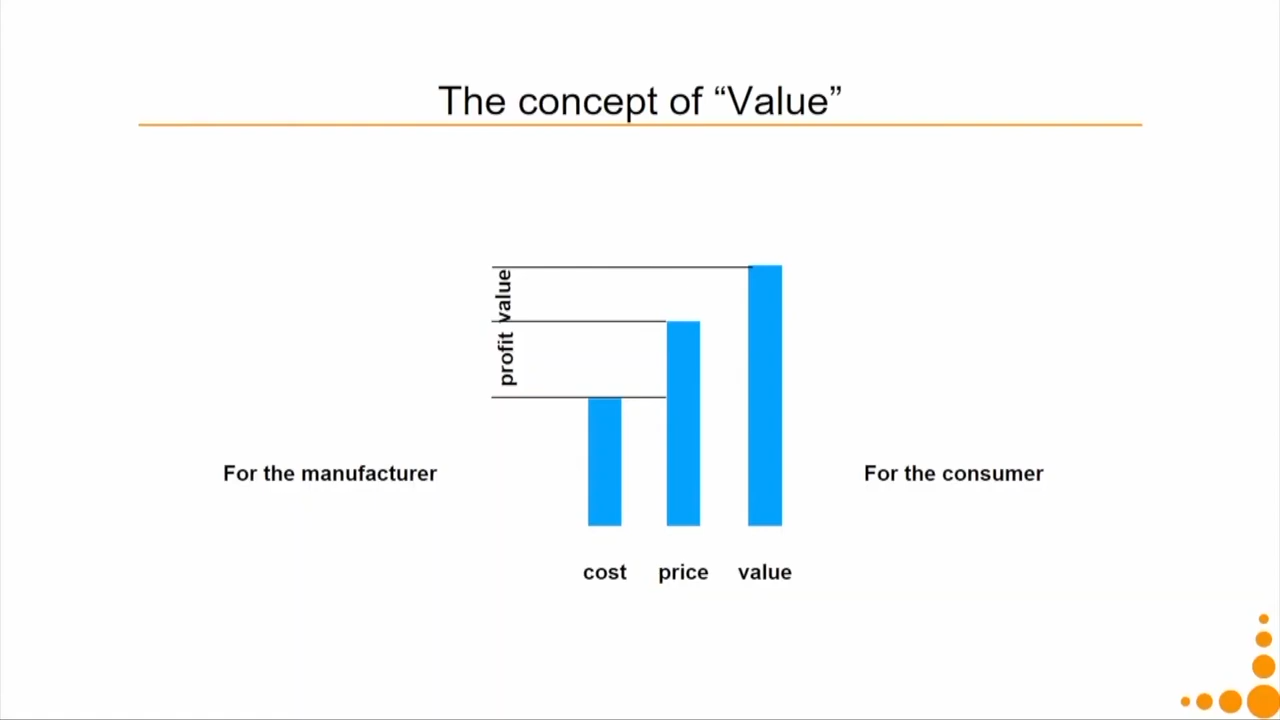 The concept of “Value”
value
profit
For the manufacturer
For the consumer
cost price value